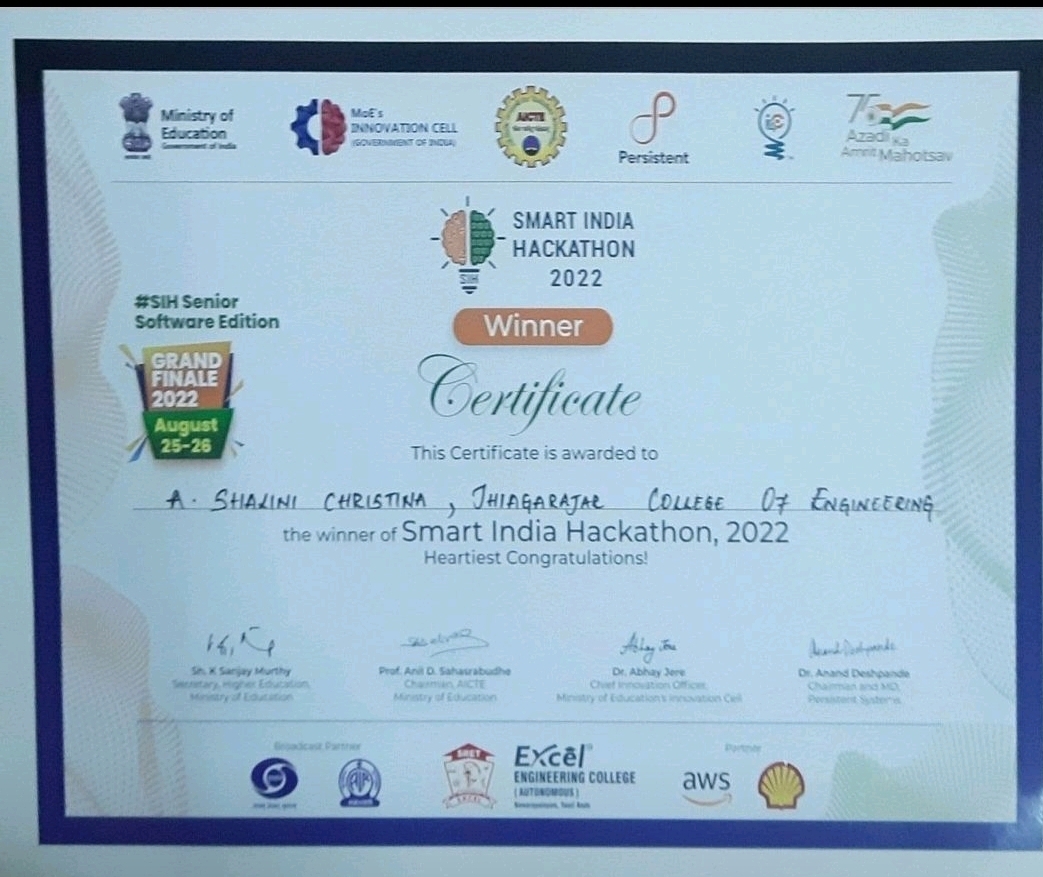 Ministry of
Education
Government of India
MoE's
INNOVATION CELL
(GOVERNMENT OF INDIA)
AICTE
Persistent
75
Azadi Ka
Amrit Mahotsav
SMART INDIA
HACKATHON
2022
SIH
#SIH Senior
Software Edition
Winner
GRAND
FINALE
2022
August
25-26
Certificate
This Certificate is awarded to
A. SHALINI CHRISTINA, THIAGARAJAR COLLEGE OF ENGINEERING
the winner of Smart India Hackathon, 2022
Heartiest Congratulations!
Abhay Jere
Anand Deshpande
Sh. K Sanjay Murthy
Secretary, Higher Education,
Ministry of Education
Prof. Anil D. Sahasrabudhe
Chairman, AICTE
Ministry of Education
Dr. Abhay Jere
Chief Innovation Officer,
Ministry of Education's Innovation Cell
Dr. Anand Deshpande
Chairman and MD,
Persistent Systems
Broadcast Partner
Partner
EXCEL
Excel
ENGINEERING COLLEGE
(AUTONOMOUS)
aws